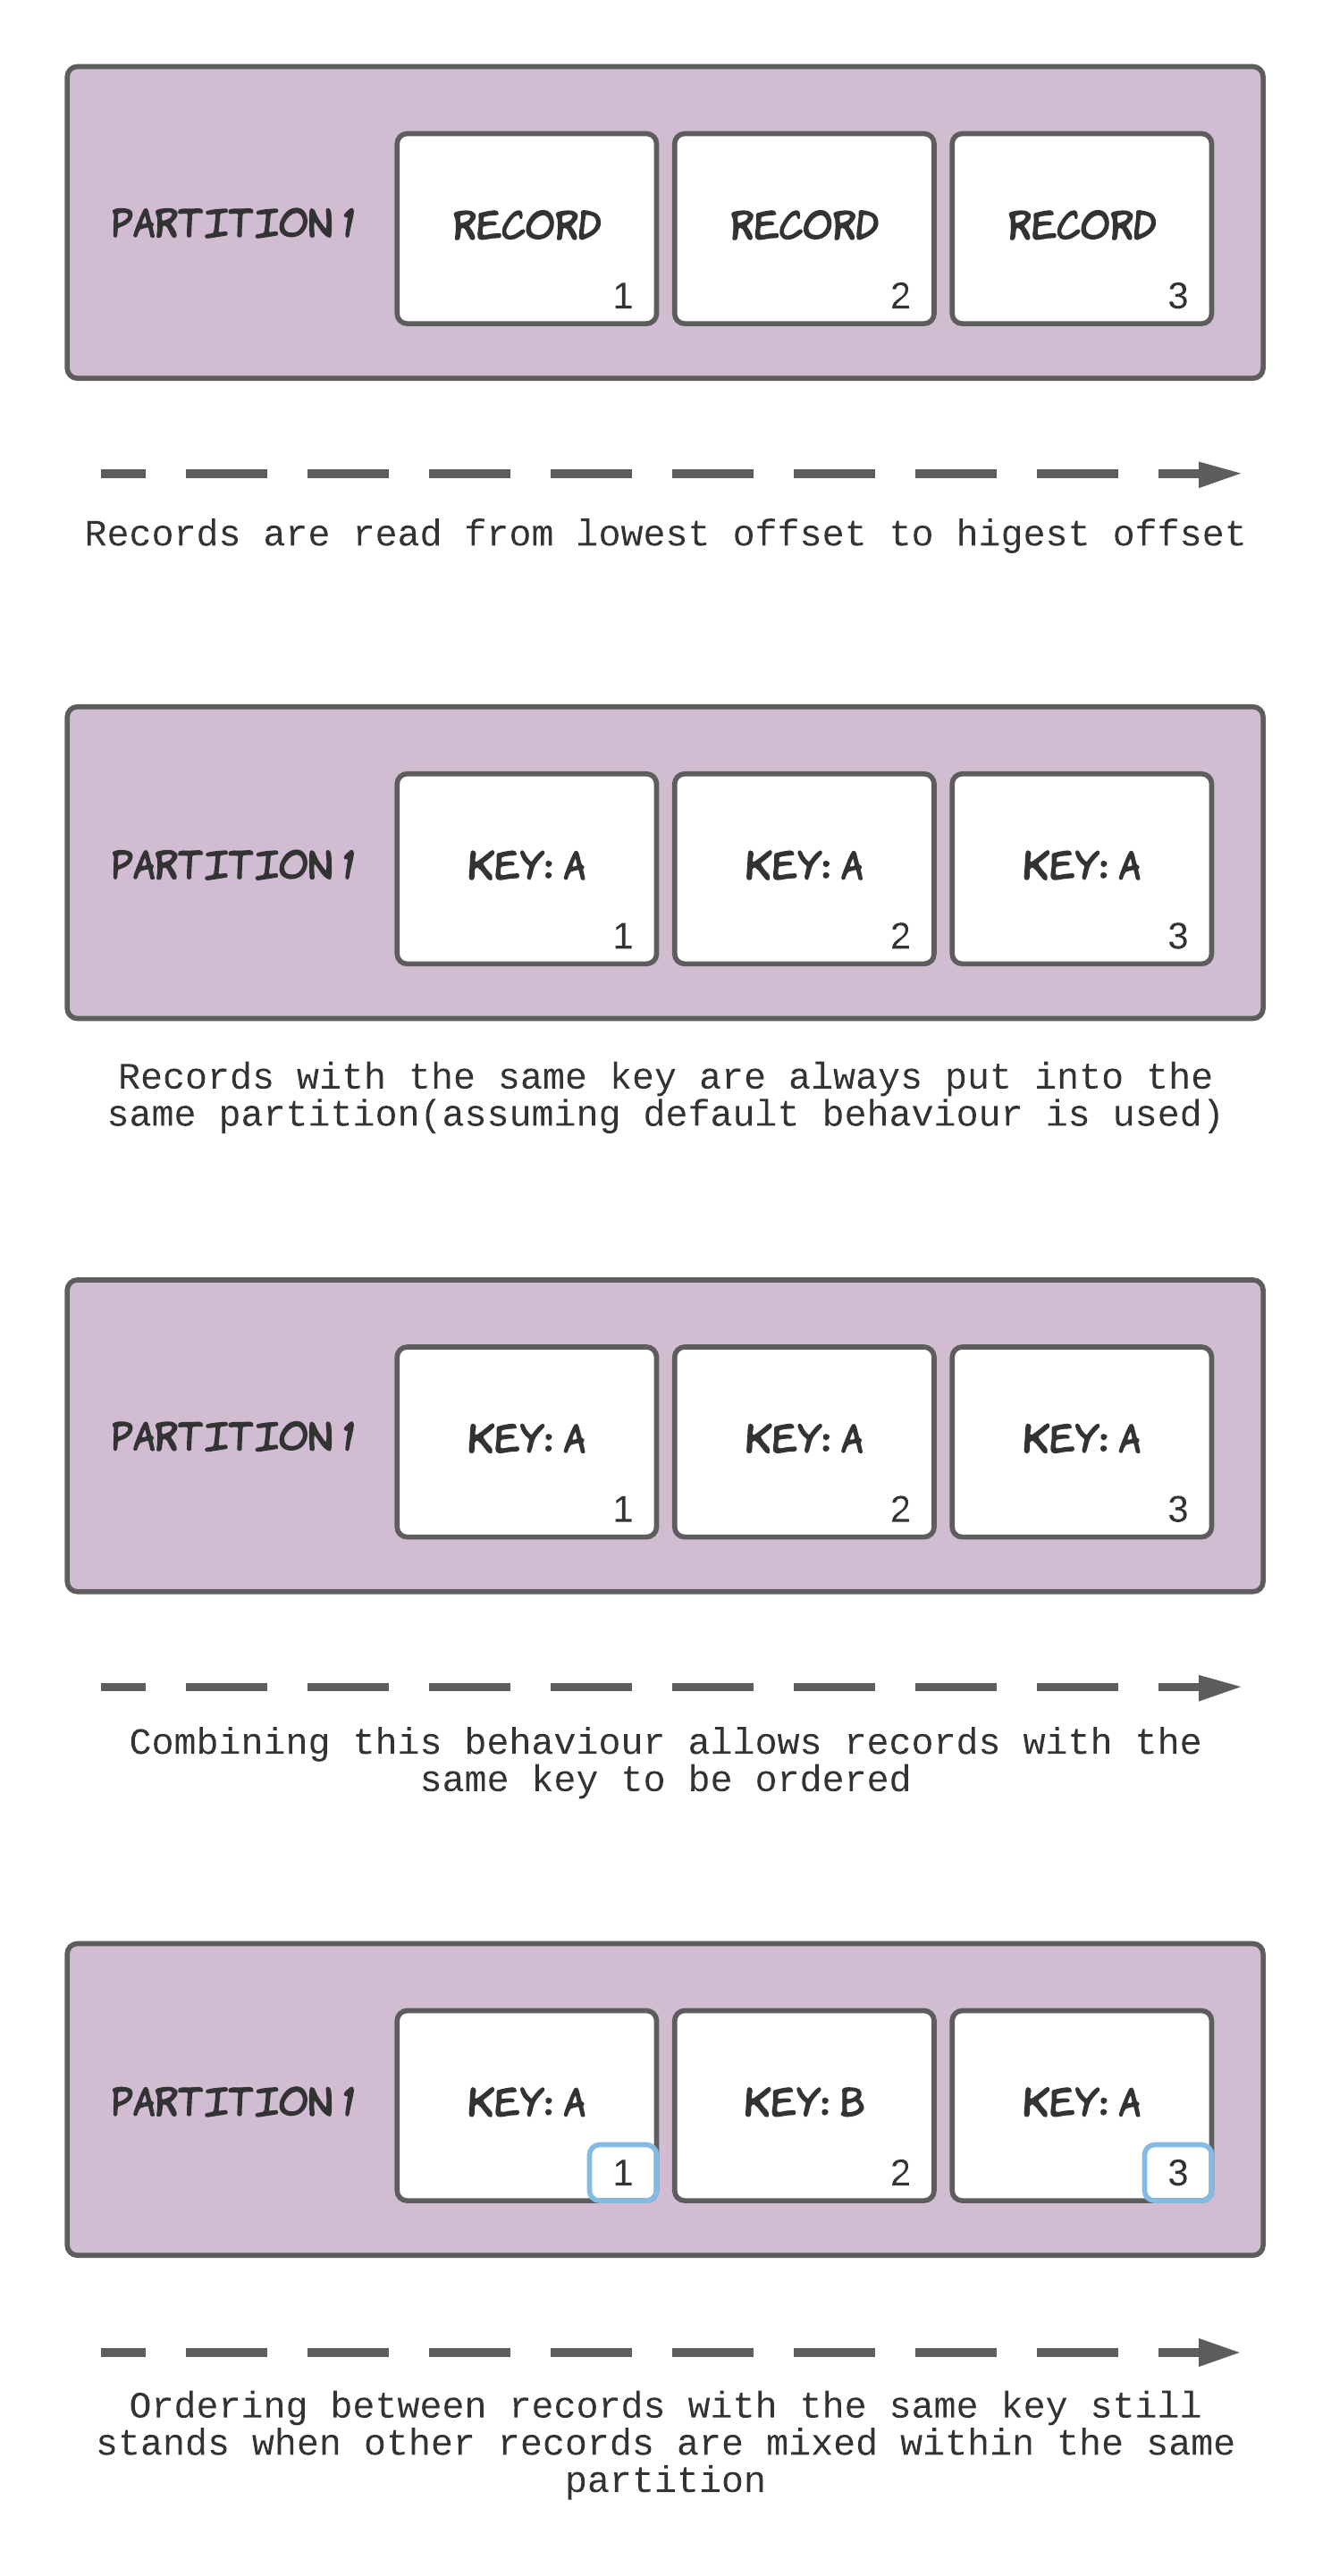 PARTITION 1
RECORD
1
RECORD
2
RECORD
3
Records are read from lowest offset to higest offset
PARTITION 1
KEY: A
1
KEY: A
2
KEY: A
3
Records with the same key are always put into the
same partition(assuming default behaviour is used)
PARTITION 1
KEY: A
1
KEY: A
2
KEY: A
3
Combining this behaviour allows records with the
same key to be ordered
PARTITION 1
KEY: A
1
KEY: B
2
KEY: A
3
Ordering between records with the same key still
stands when other records are mixed within the same
partition